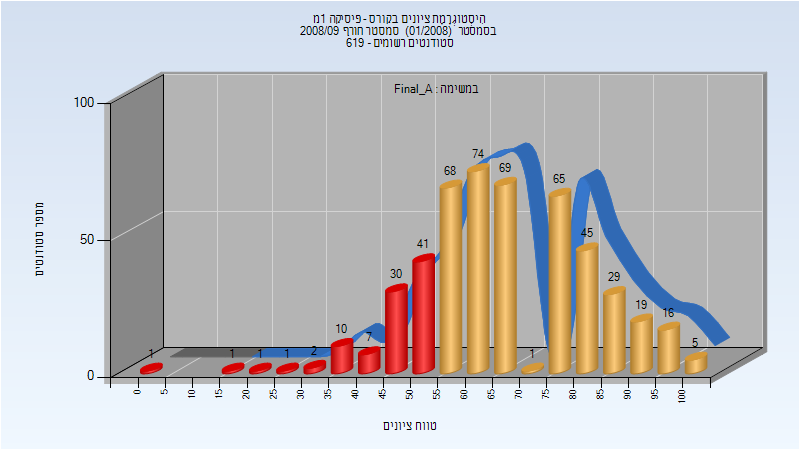 היסטוגרמת ציונים בקורס - פיסיקה 1מ
בסמסטר (01/2008) סמסטר חורף 2008/09
סטודנטים רשומים - 619
במשימה : Final_A
מספר סטודנטים
100
50
0
1 1 1 1 2 10 7 30 41 68 74 69 1 65 45 29 19 16 5
0 5 10 15 20 25 30 35 40 45 50 55 60 65 70 75 80 85 90 95 100
טווח ציונים